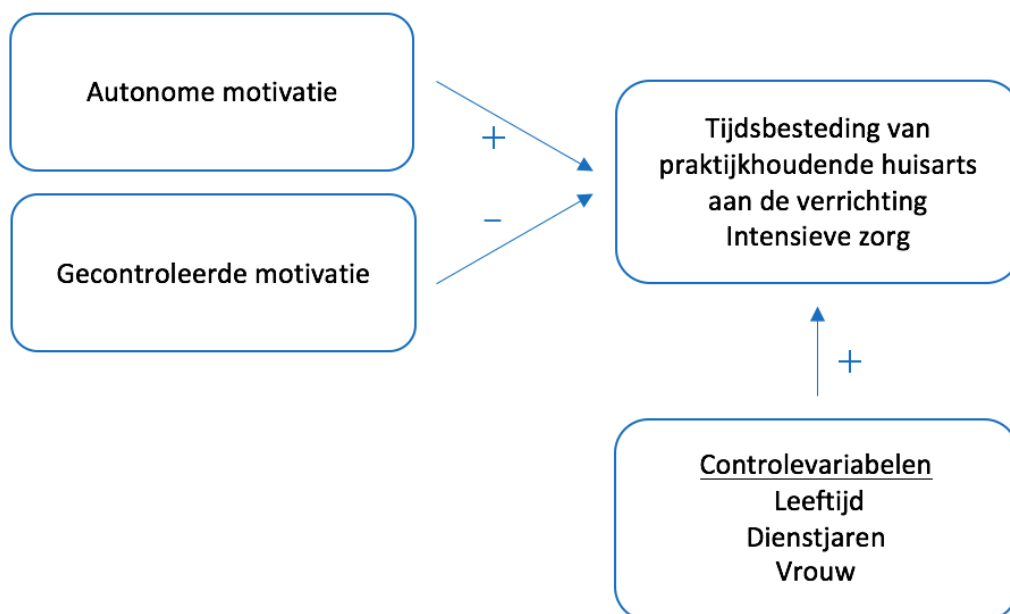 Autonome motivatie
+
Gecontroleerde motivatie
–
Tijdsbesteding van
praktijkhoudende huisarts
aan de verrichting
Intensieve zorg
+
Controlevariabelen
Leeftijd
Dienstjaren
Vrouw